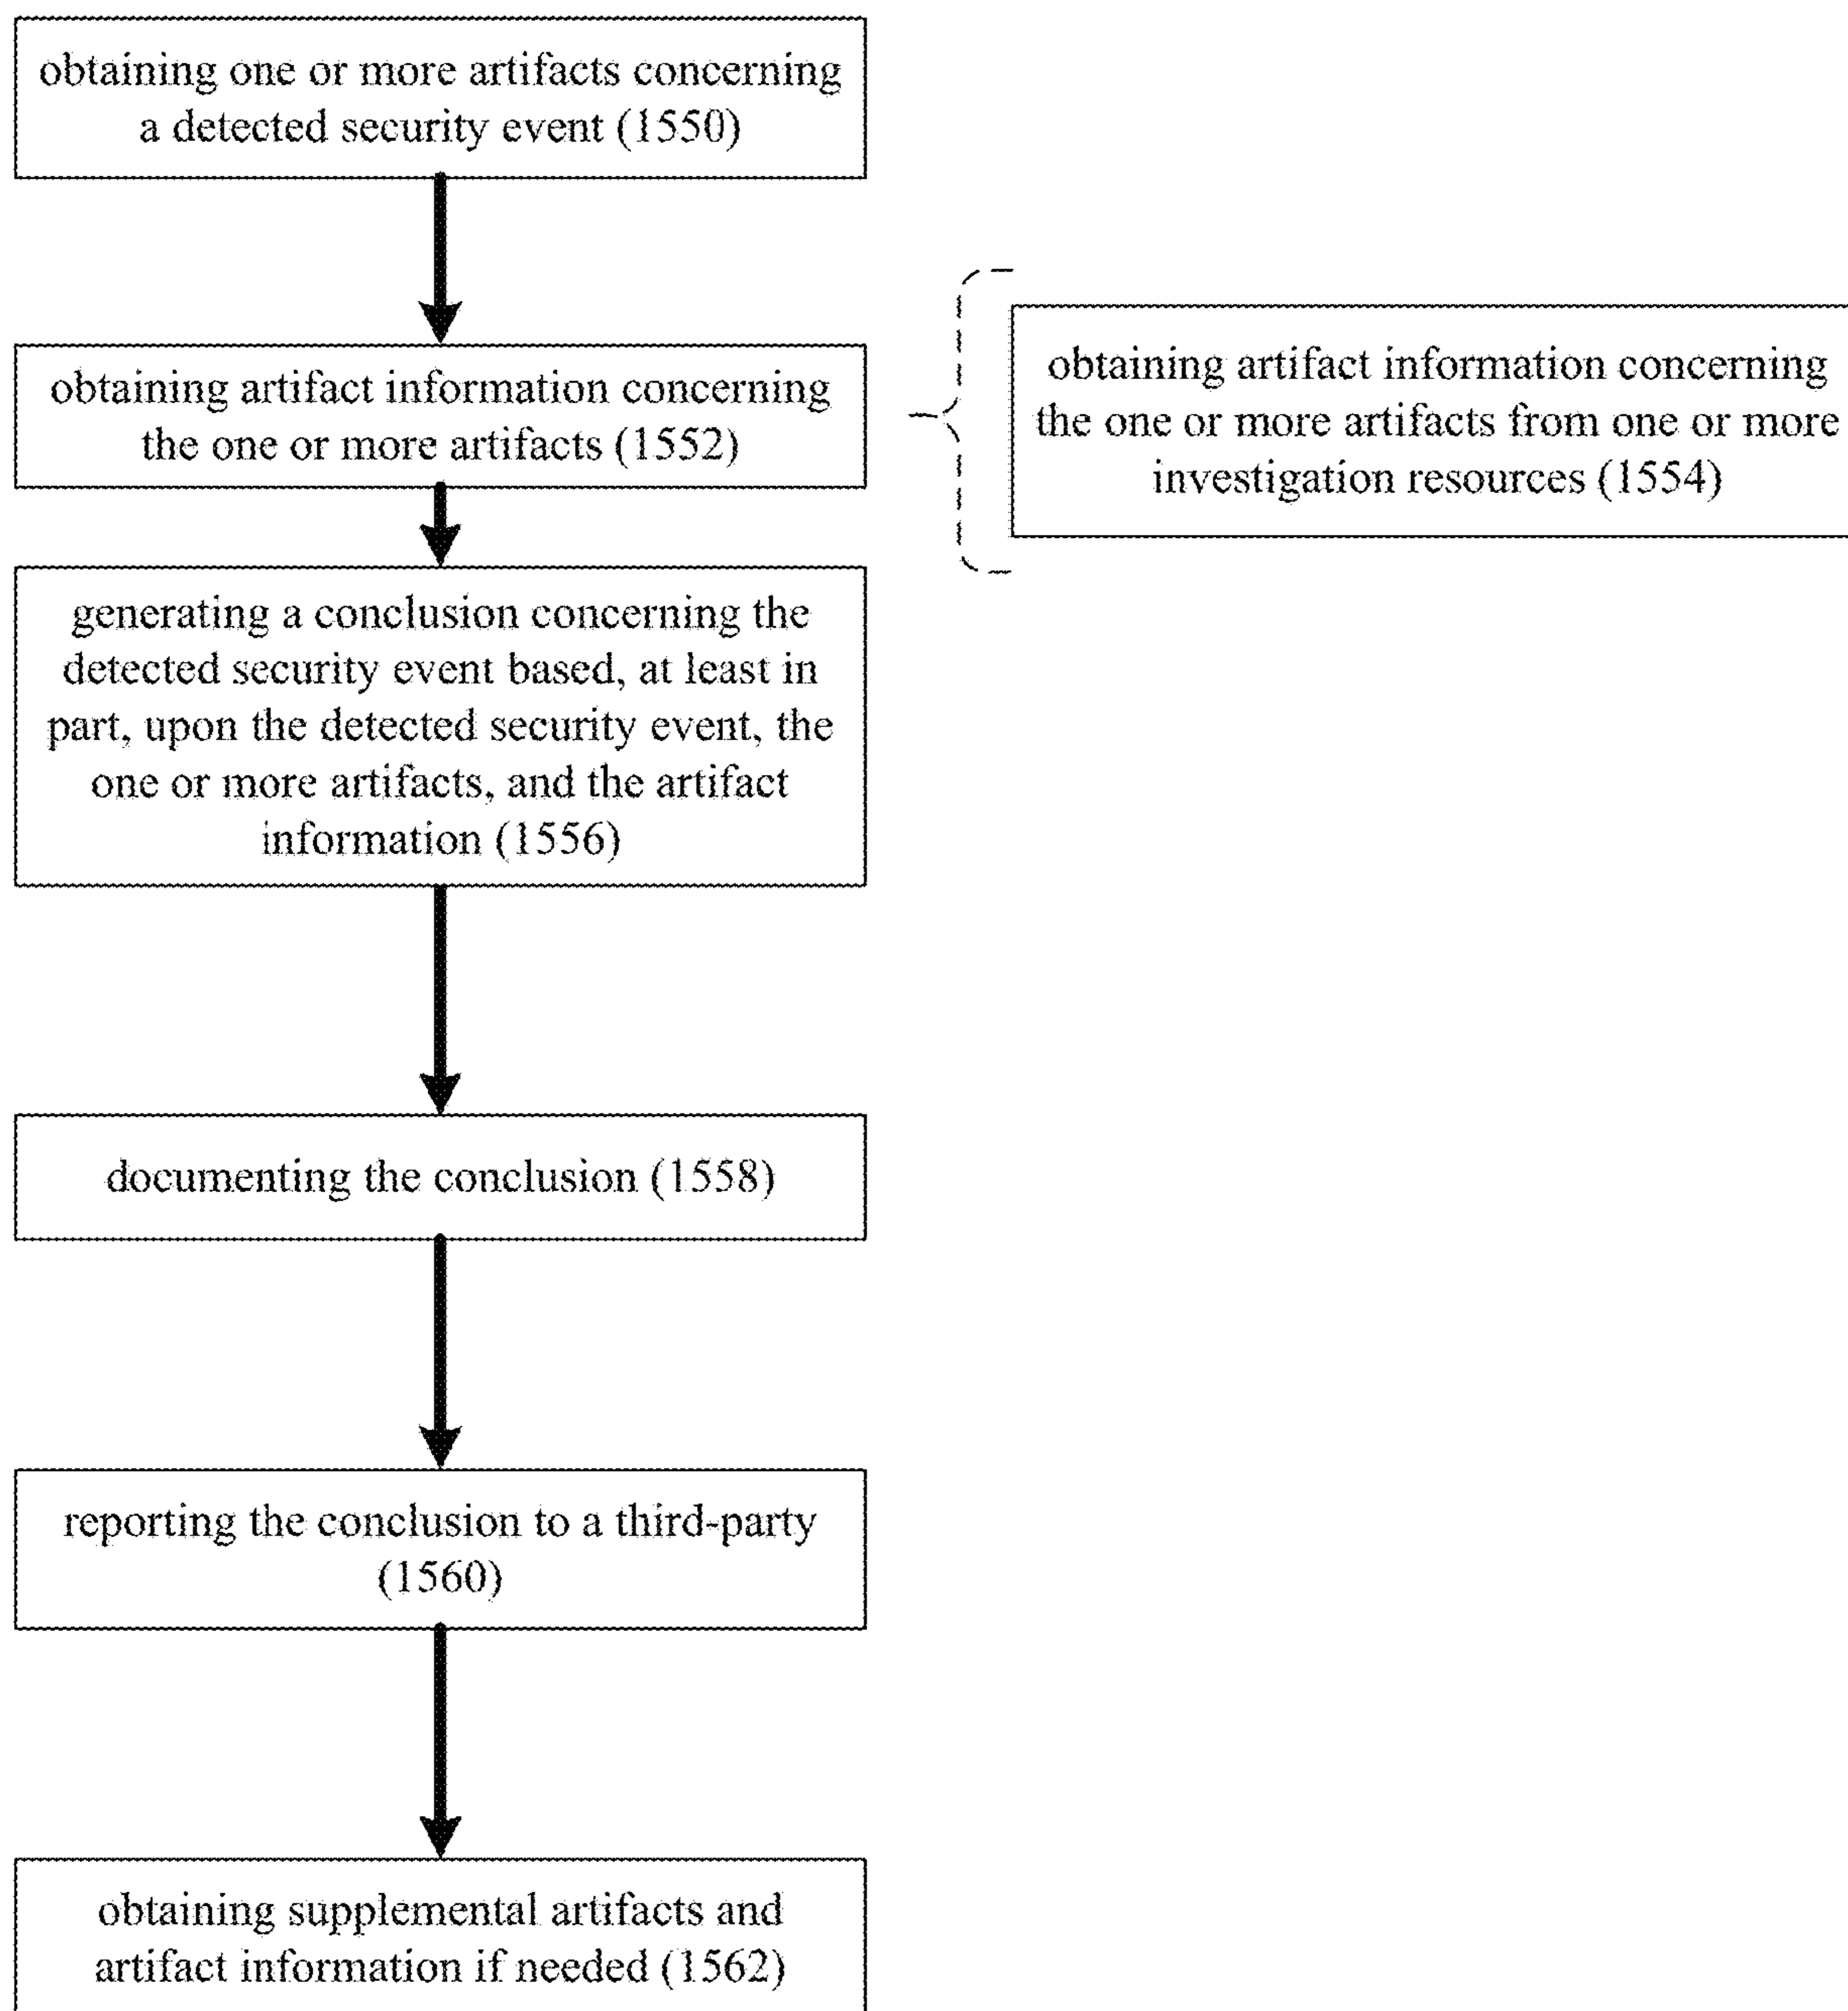 obtaining one or more artifacts concerning
a detected security event (1550)
obtaining artifact information concerning
the one or more artifacts (1552)
obtaining artifact information concerning
the one or more artifacts from one or more
investigation resources (1554)
generating a conclusion concerning the
detected security event based, at least in
part, upon the detected security event, the
one or more artifacts, and the artifact
information (1556)
documenting the conclusion (1558)
reporting the conclusion to a third-party
(1560)
obtaining supplemental artifacts and
artifact information if needed (1562)